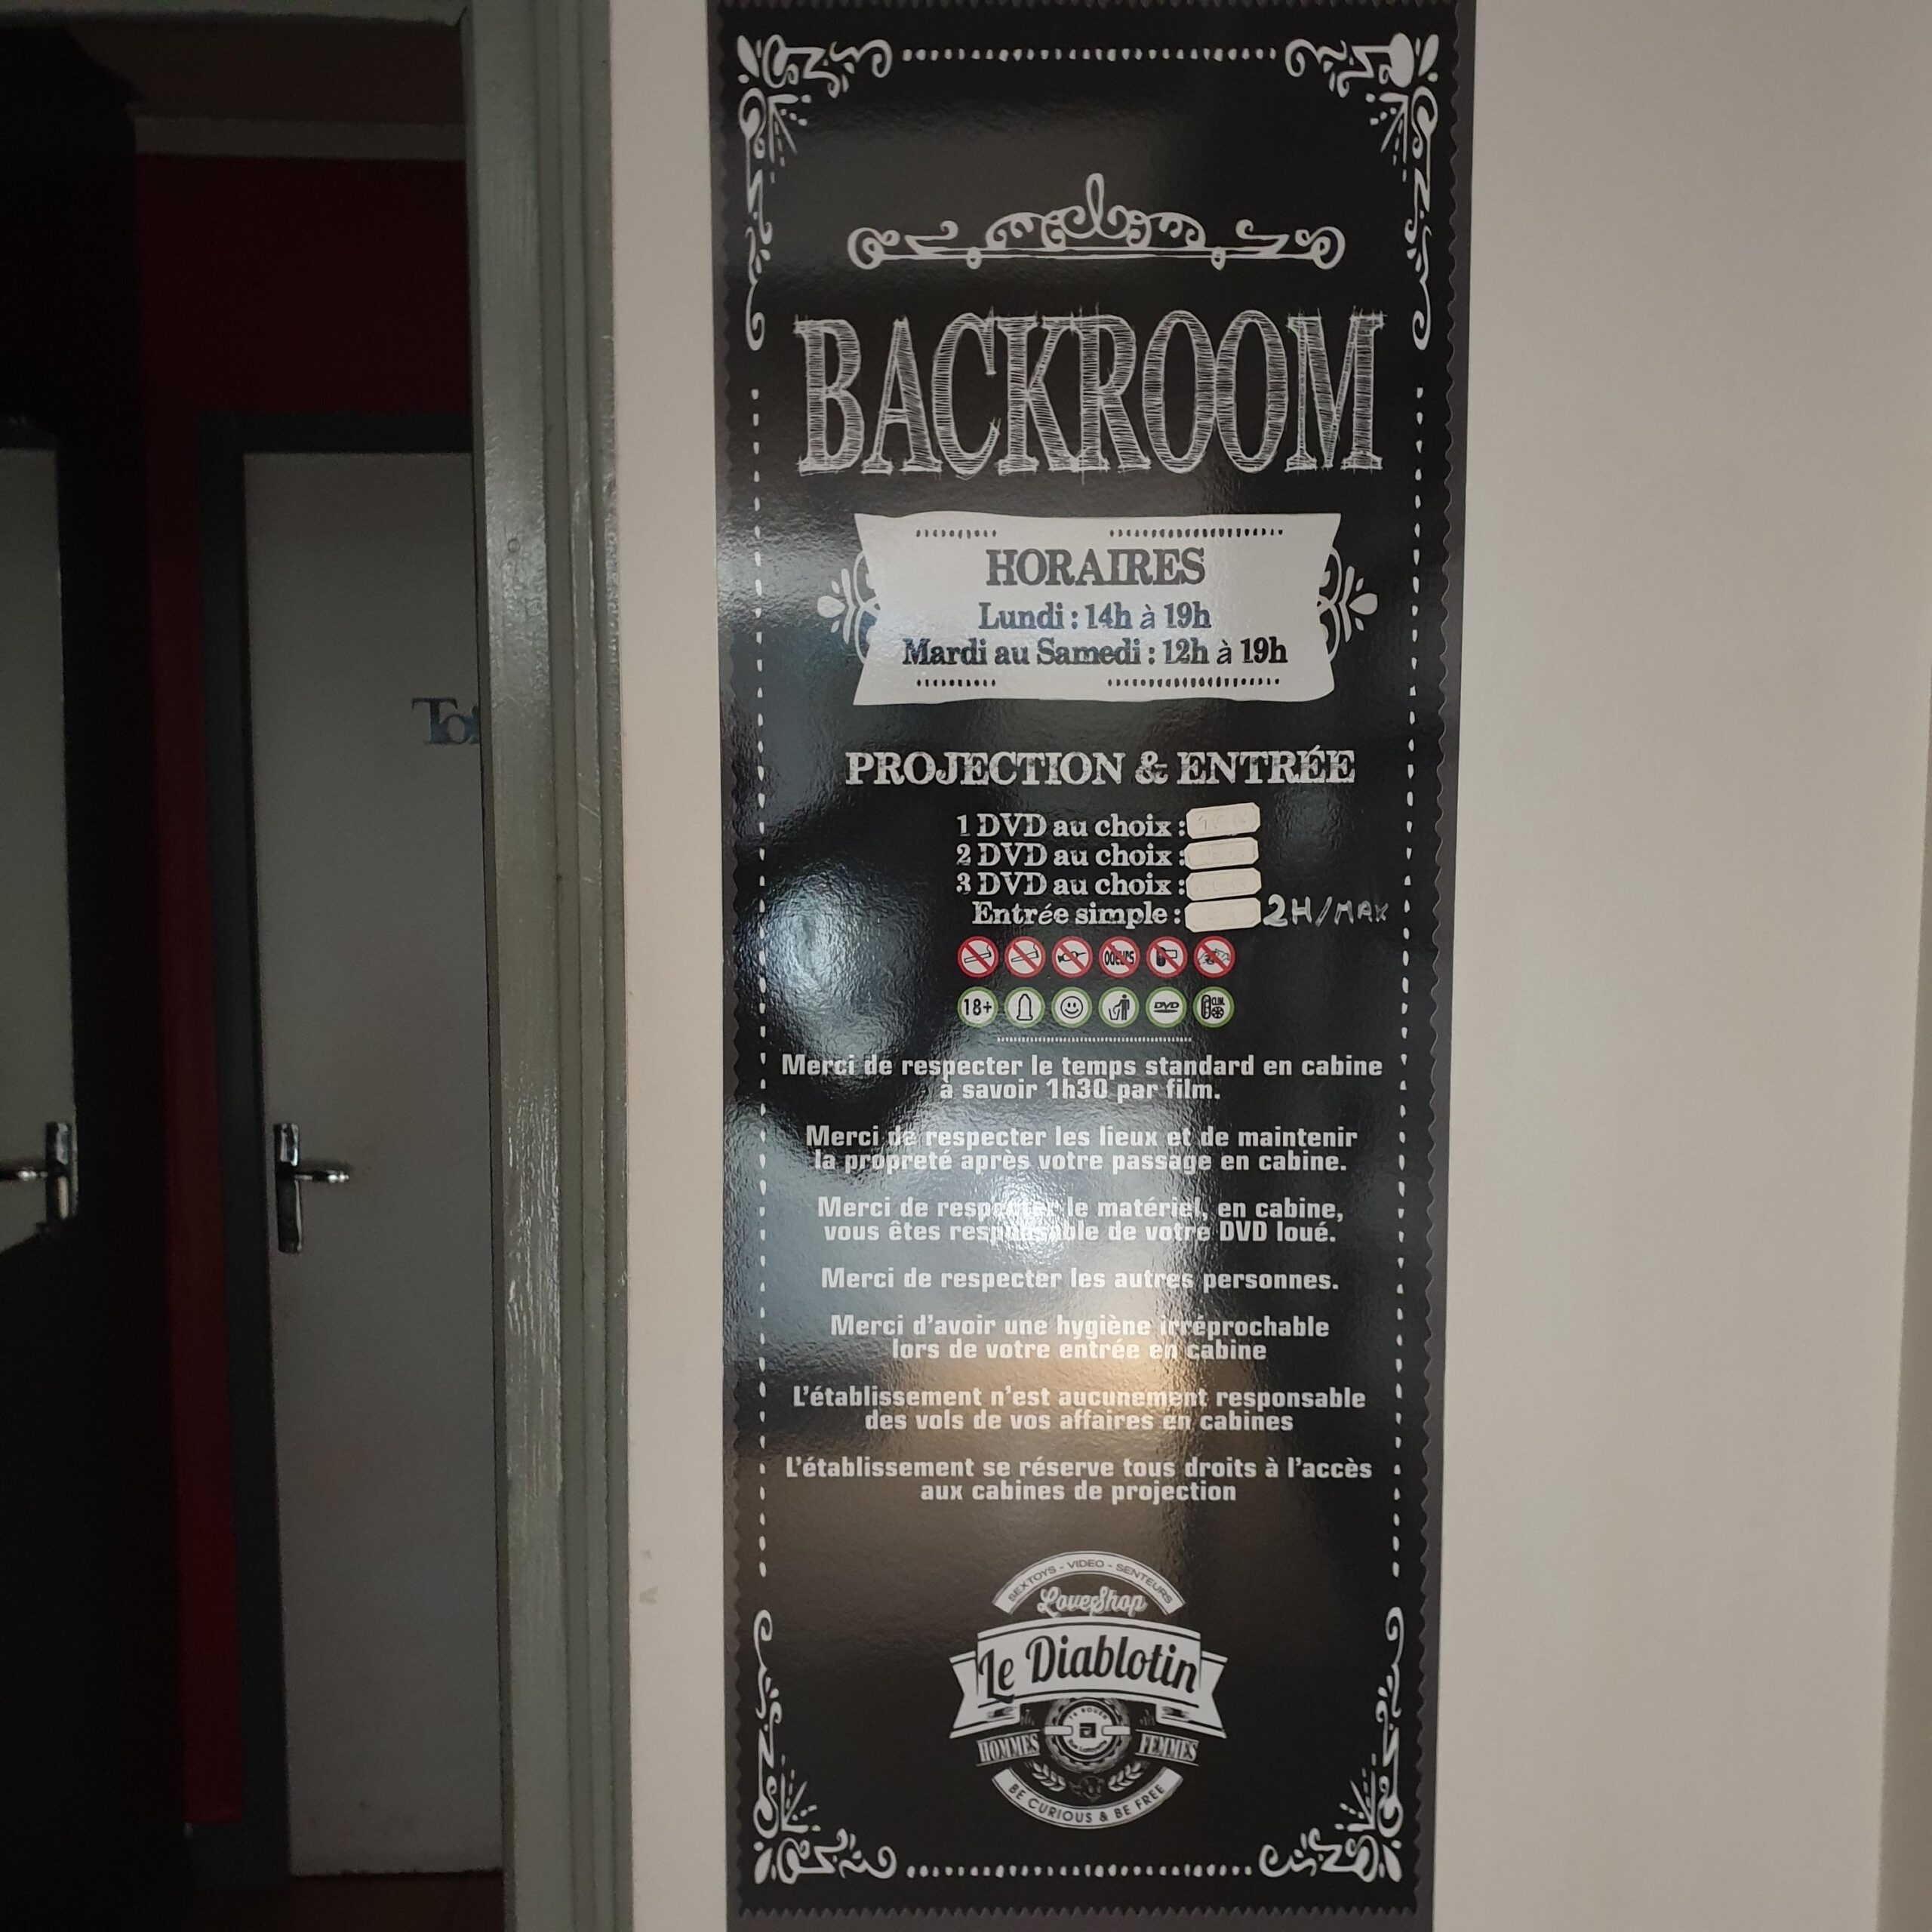 BACKROOM
HORAIRES
Lundi : 14h à 19h
Mardi au Samedi : 12h à 19h
PROJECTION & ENTRÉE
1 DVD au choix :
2 DVD au choix :
3 DVD au choix :
Entrée simple : 2H/MAX
ODEURS
18+ DVD CLIM.
Merci de respecter le temps standard en cabine
à savoir 1h30 par film.
Merci de respecter les lieux et de maintenir
la propreté après votre passage en cabine.
Merci de respecter le matériel, en cabine,
vous êtes responsable de votre DVD loué.
Merci de respecter les autres personnes.
Merci d'avoir une hygiène irréprochable
lors de votre entrée en cabine
L'établissement n'est aucunement responsable
des vols de vos affaires en cabines
L'établissement se réserve tous droits à l'accès
aux cabines de projection
SEXTOYS - VIDEO - SENTEURS
LoveShop
Le Diablotin
HOMMES FEMMES
BE CURIOUS & BE FREE